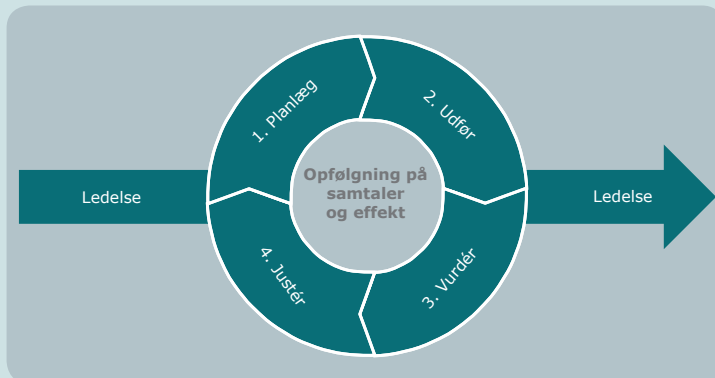 1. Planlæg
2. Udfør
Ledelse
Opfølgning på
samtaler
og effekt
Ledelse
4. Justér
3. Vurdér